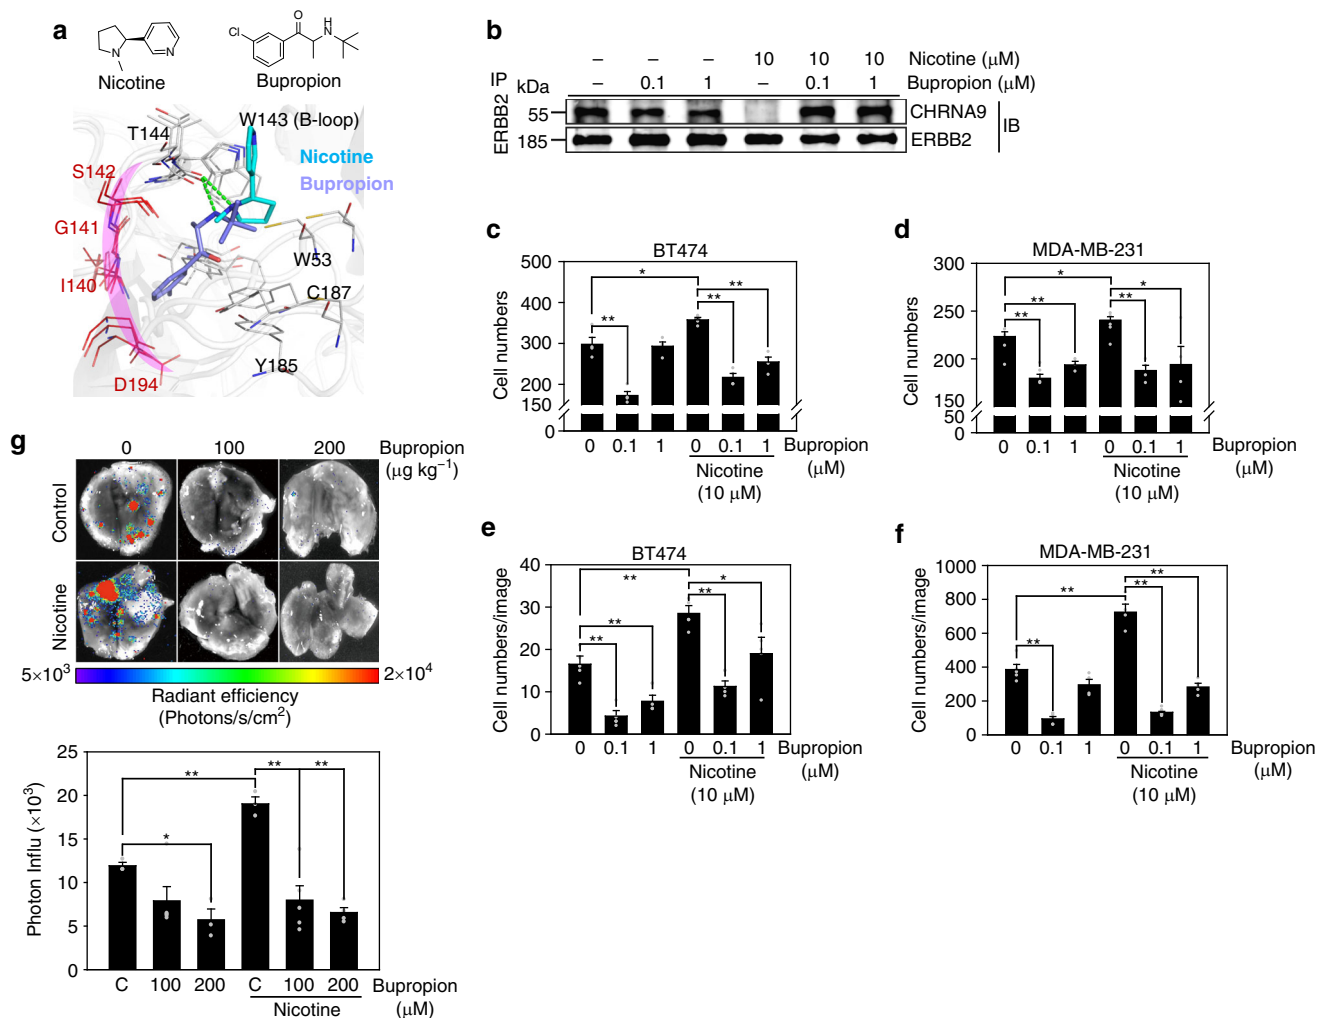 a
Cl
O
H
N
N
N
Nicotine
Bupropion
T144
W143 (B-loop)
Nicotine
Bupropion
S142
G141
I140
W53
C187
Y185
D194
b
– – – 10 10 10 Nicotine (μM)
– 0.1 1 – 0.1 1 Bupropion (μM)
IP kDa
ERBB2
55
CHRNA9
185
ERBB2
IB
c
BT474
Cell numbers
500
400
300
200
150
0
* ** ** **
0 0.1 1 0 0.1 1 Bupropion
(μM)
Nicotine
(10 μM)
d
MDA-MB-231
Cell numbers
300
250
200
150
50
0
* ** ** ** *
0 0.1 1 0 0.1 1 Bupropion
(μM)
Nicotine
(10 μM)
e
BT474
Cell numbers/image
40
30
20
10
0
** ** ** ** *
0 0.1 1 0 0.1 1 Bupropion
(μM)
Nicotine
(10 μM)
f
MDA-MB-231
Cell numbers/image
1000
800
600
400
200
0
** ** ** **
0 0.1 1 0 0.1 1 Bupropion
(μM)
Nicotine
(10 μM)
g
0 100 200 Bupropion
(μg kg⁻¹)
Control
Nicotine
5×10³ 2×10⁴
Radiant efficiency
(Photons/s/cm²)
Photon Influ (×10³)
25
20
15
10
5
0
** * ** **
C 100 200 C 100 200 Bupropion
(μM)
Nicotine